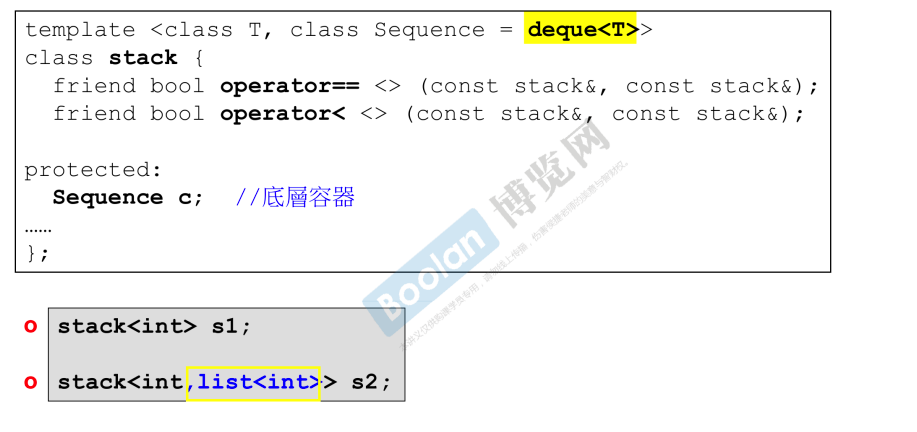 template <class T, class Sequence = deque<T>>
class stack {
  friend bool operator== <> (const stack&, const stack&);
  friend bool operator< <> (const stack&, const stack&);
protected:
  Sequence c; //底層容器
......
};
Boolan 博览网
o stack<int> s1;
o stack<int,list<int>> s2;